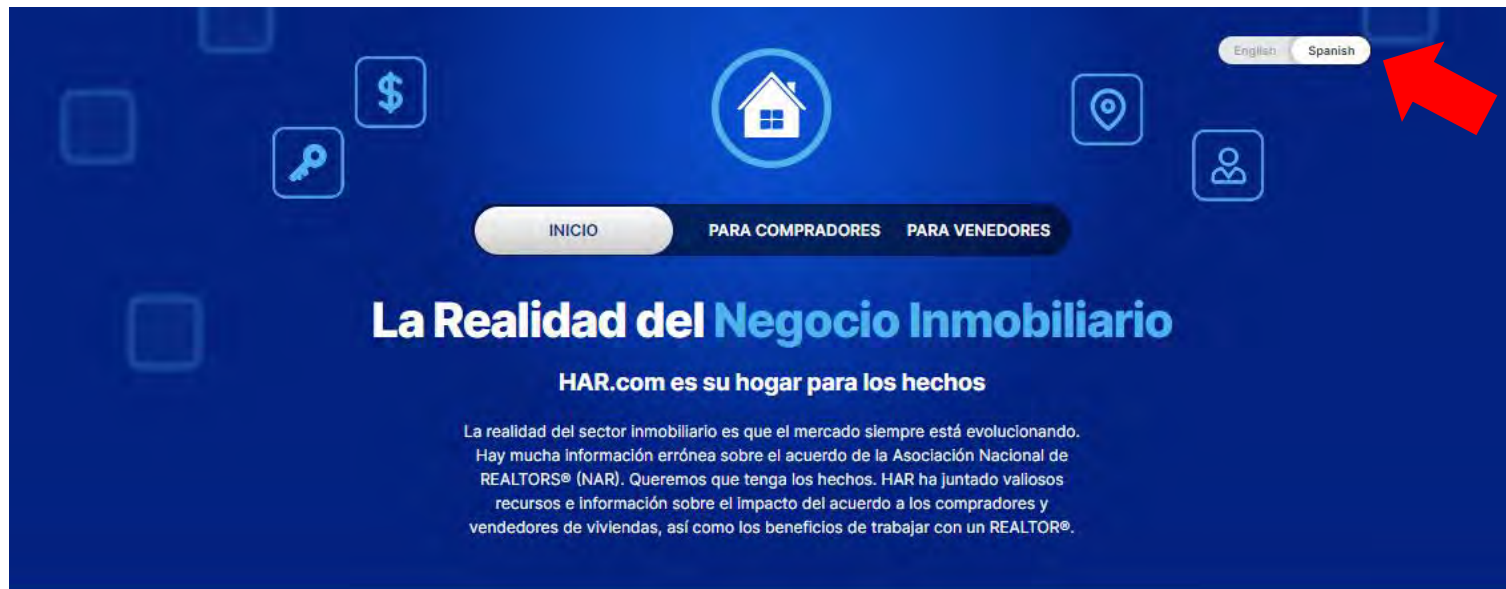 English Spanish
$
INICIO PARA COMPRADORES PARA VENEDORES
La Realidad del Negocio Inmobiliario
HAR.com es su hogar para los hechos
La realidad del sector inmobiliario es que el mercado siempre está evolucionando.
Hay mucha información errónea sobre el acuerdo de la Asociación Nacional de
REALTORS® (NAR). Queremos que tenga los hechos. HAR ha juntado valiosos
recursos e información sobre el impacto del acuerdo a los compradores y
vendedores de viviendas, así como los beneficios de trabajar con un REALTOR®.